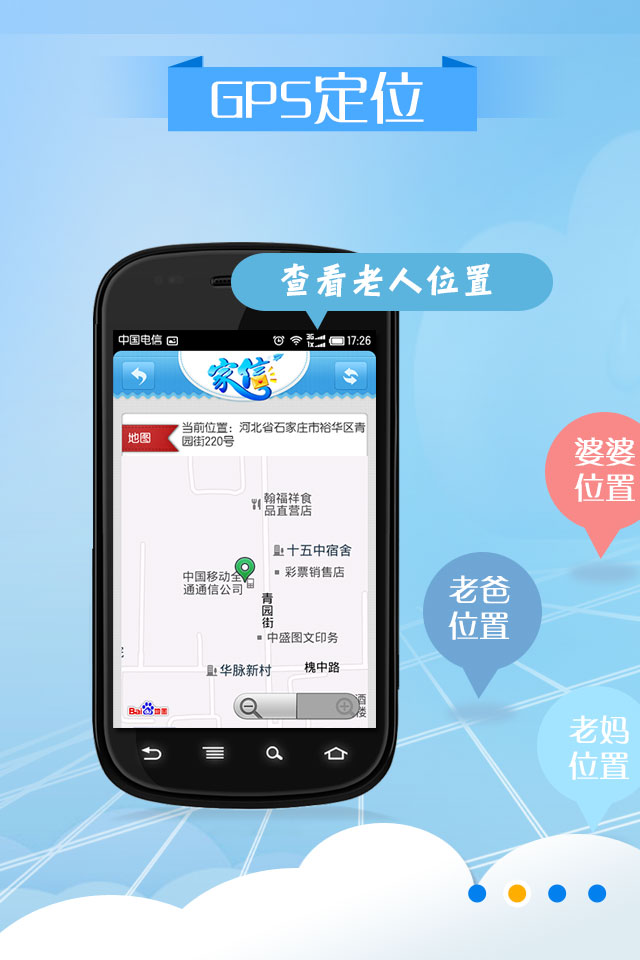 GPS定位
查看老人位置
中国电信
3G
1X
17:26
家信
地图
当前位置：河北省石家庄市裕华区青
园街220号
翰福祥食
品直营店
十五中宿舍
彩票销售店
中国移动全
通通信公司
青园街
中盛图文印务
华脉新村
槐中路
Bai 地图
酒
楼
婆婆
位置
老爸
位置
老妈
位置